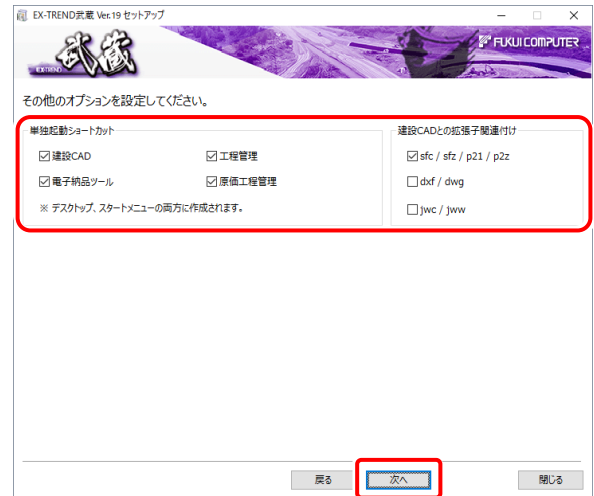 EX-TREND武蔵 Ver.19 セットアップ
EX-TREND 武蔵
FUKUI COMPUTER
その他のオプションを設定してください。
単独起動ショートカット
建設CAD
工程管理
電子納品ツール
原価工程管理
※ デスクトップ、スタートメニューの両方に作成されます。
建設CADとの拡張子関連付け
sfc / sfz / p21 / p2z
dxf / dwg
jwc / jww
戻る
次へ
閉じる